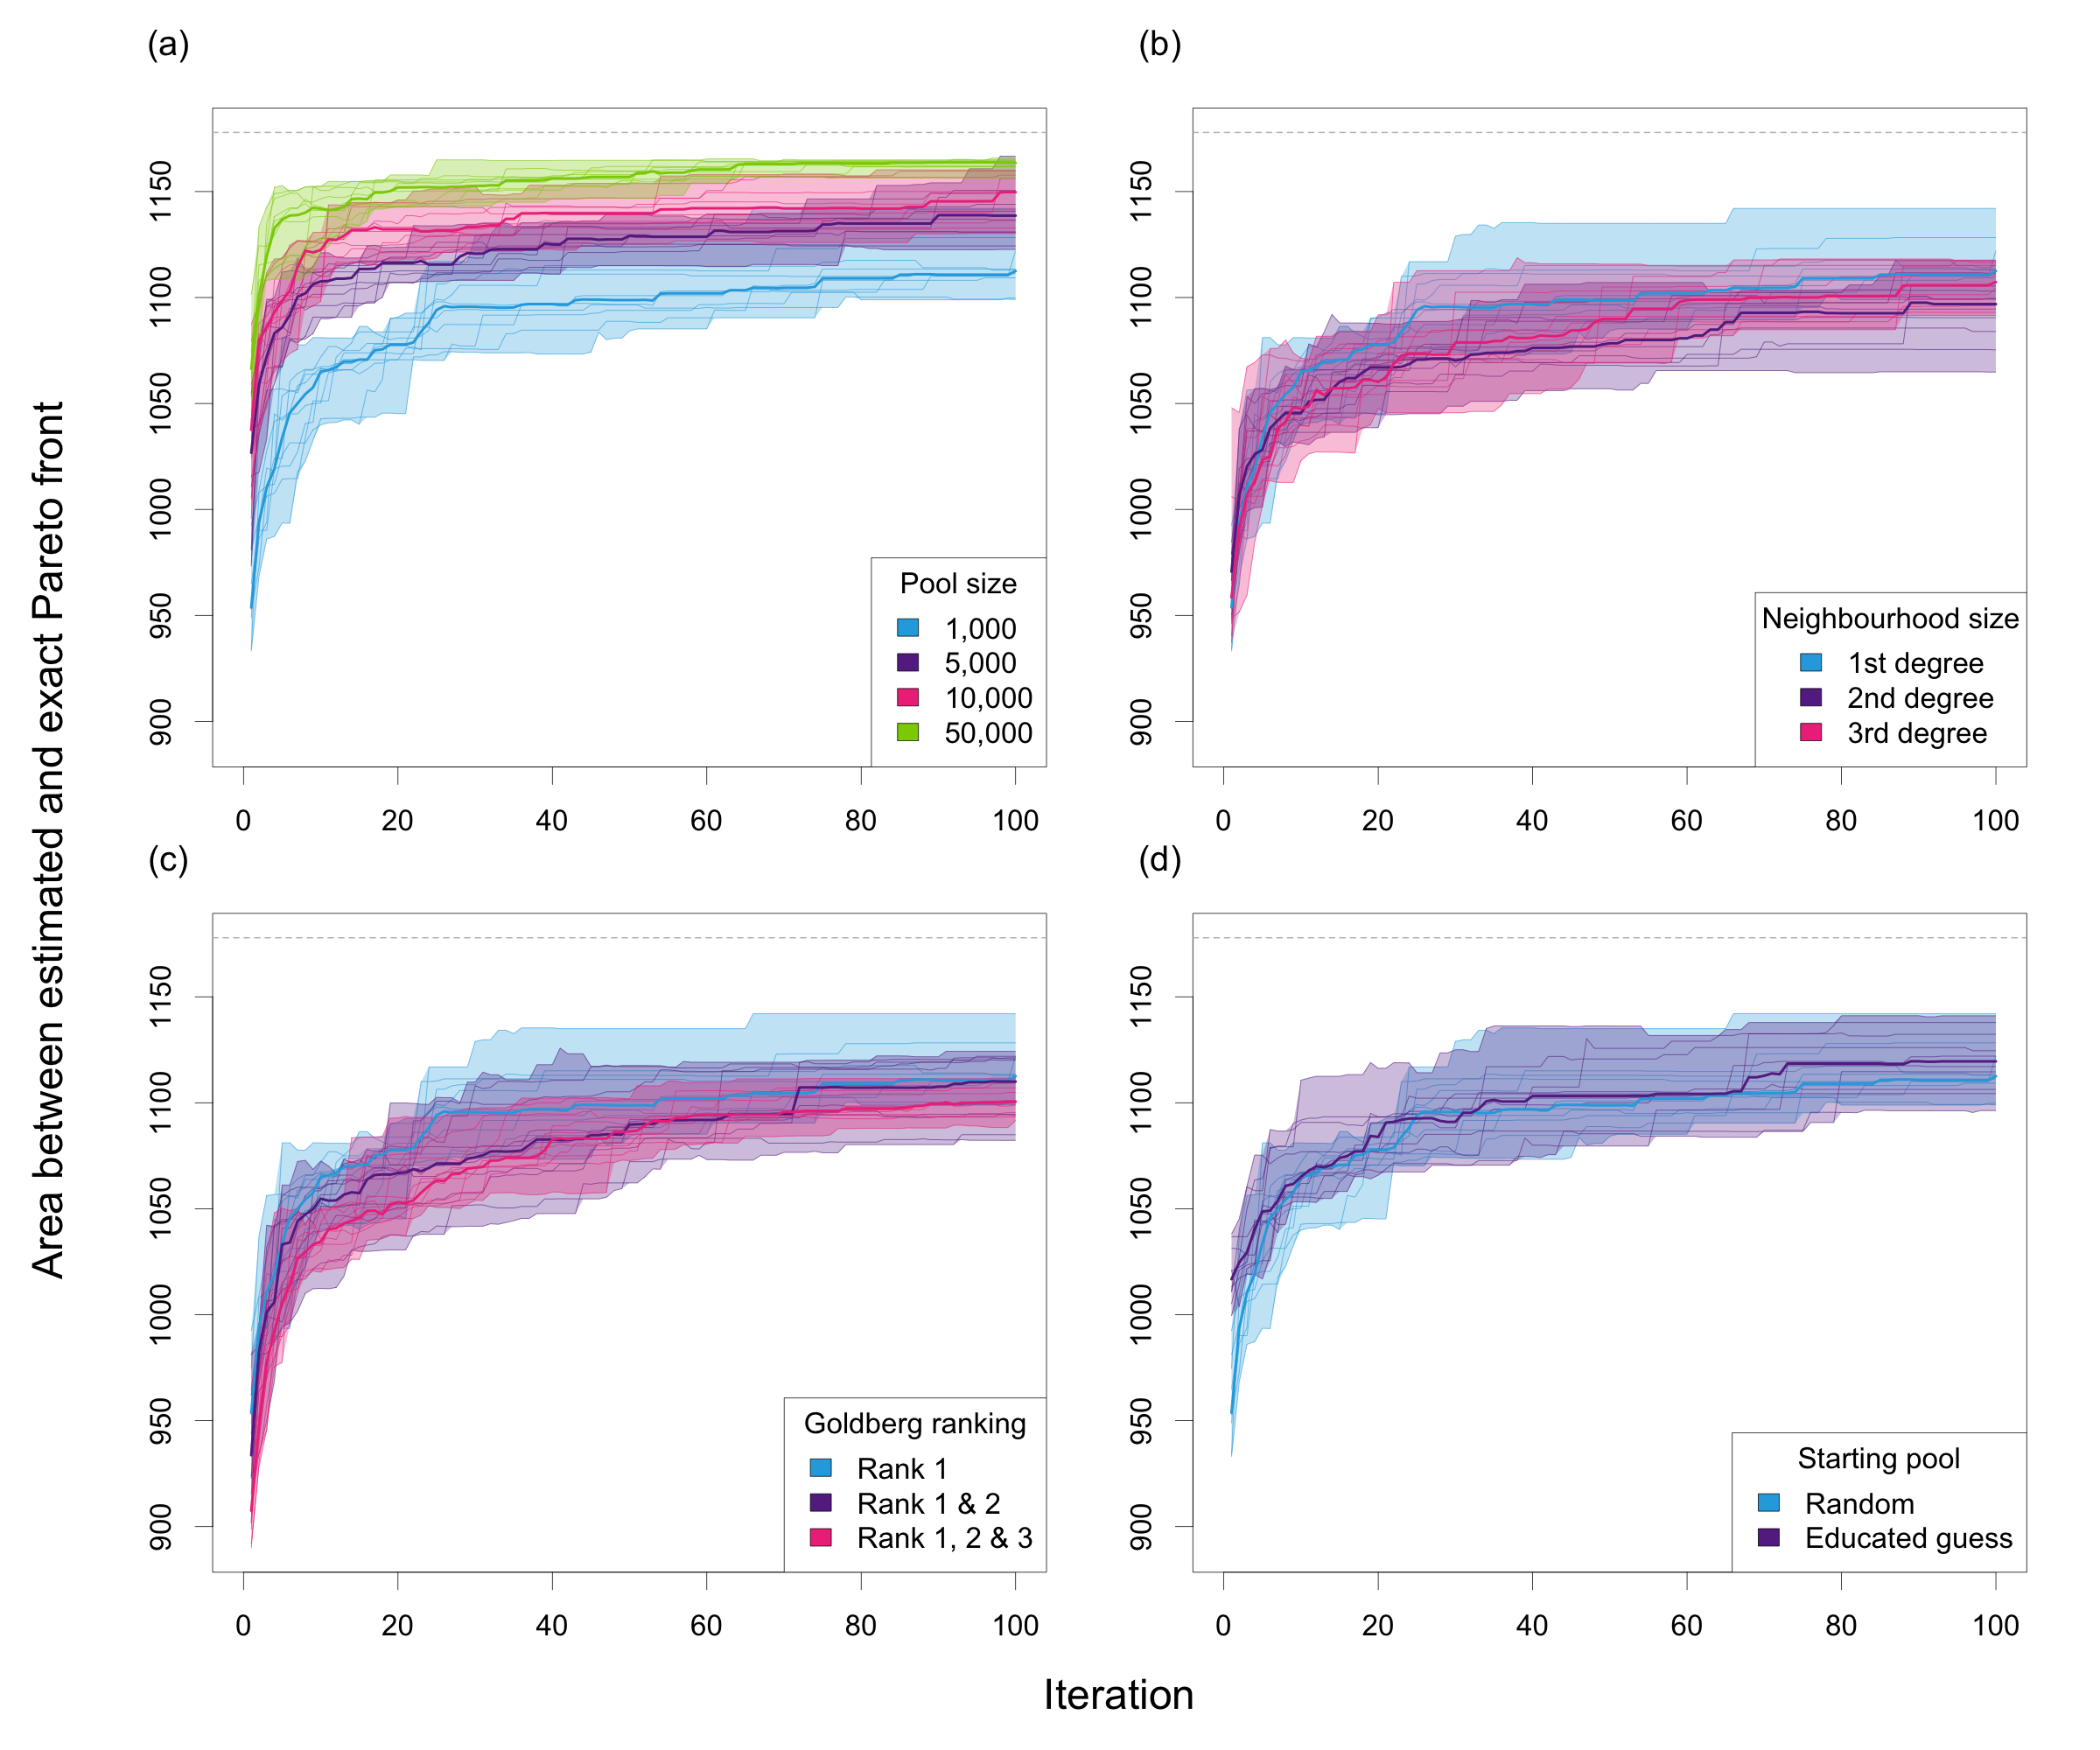 (a)
1150
1100
1050
1000
950
900
0 20 40 60 80 100
Pool size
1,000
5,000
10,000
50,000
(b)
1150
1100
1050
1000
950
900
0 20 40 60 80 100
Neighbourhood size
1st degree
2nd degree
3rd degree
(c)
1150
1100
1050
1000
950
900
0 20 40 60 80 100
Goldberg ranking
Rank 1
Rank 1 & 2
Rank 1, 2 & 3
(d)
1150
1100
1050
1000
950
900
0 20 40 60 80 100
Starting pool
Random
Educated guess
Area between estimated and exact Pareto front
Iteration